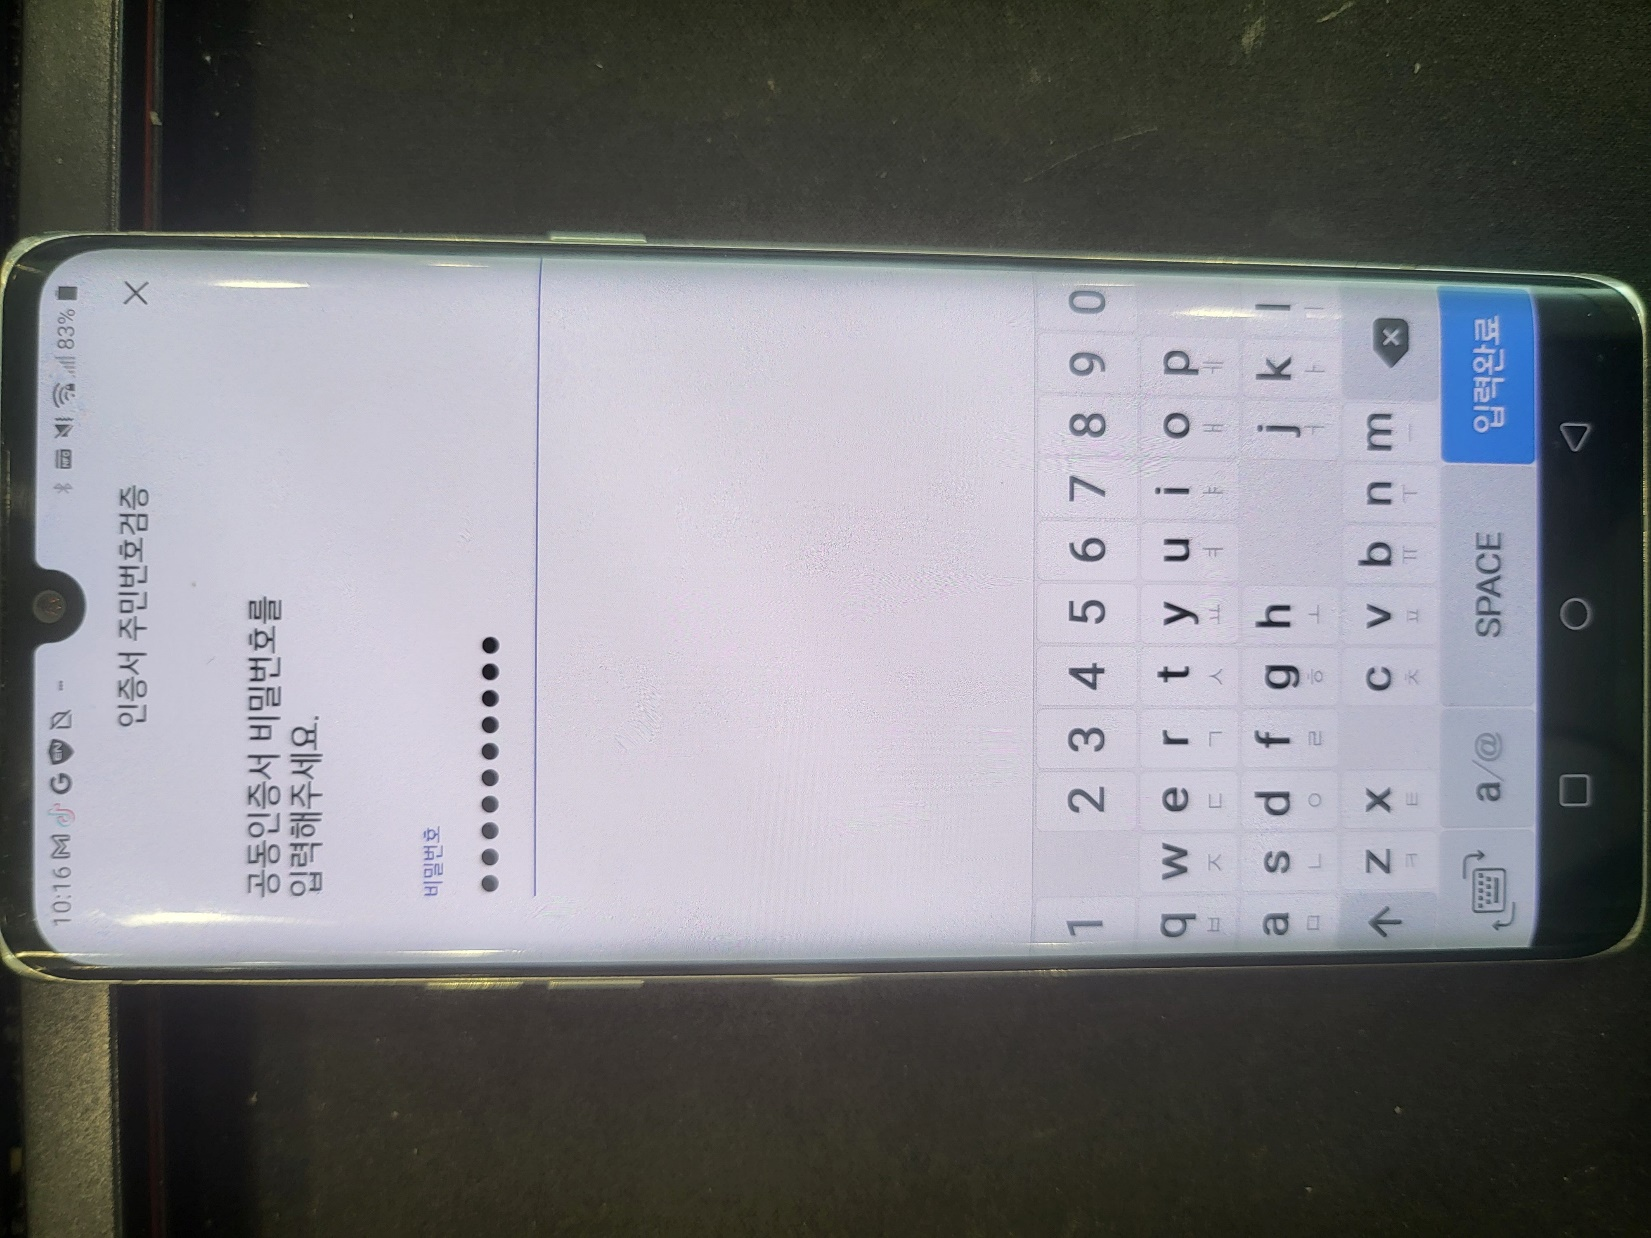 10:16 M G EN ··· 83%
인증서 주민번호검증
공동인증서 비밀번호를
입력해주세요.
비밀번호
●●●●●●●●●●
1 2 3 4 5 6 7 8 9 0
q w e r t y u i o p
ㅂ ㅈ ㄷ ㄱ ㅅ ㅛ ㅕ ㅑ ㅐ ㅔ
a s d f g h j k l
ㅁ ㄴ ㅇ ㄹ ㅎ ㅗ ㅓ ㅏ ㅣ
z x c v b n m
ㅋ ㅌ ㅊ ㅍ ㅠ ㅜ ㅡ
a/@ SPACE 입력완료